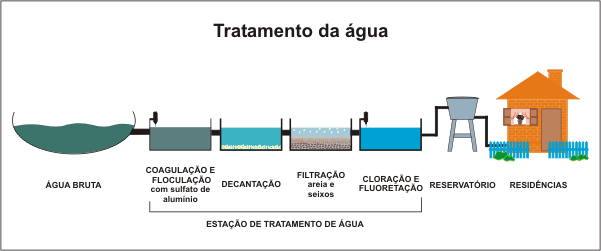 Tratamento da água
ÁGUA BRUTA
COAGULAÇÃO E
FLOCULAÇÃO
com sulfato de
alumínio
DECANTAÇÃO
FILTRAÇÃO
areia e
seixos
CLORAÇÃO E
FLUORETAÇÃO
RESERVATÓRIO
RESIDÊNCIAS
ESTAÇÃO DE TRATAMENTO DE ÁGUA